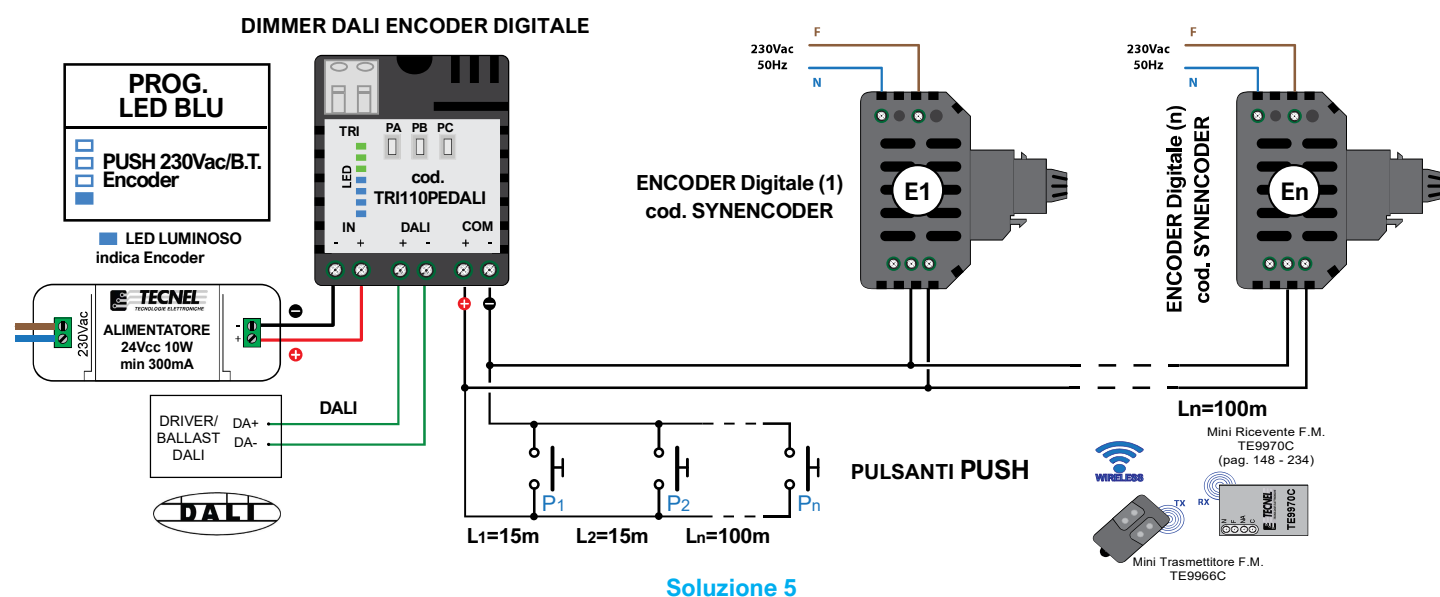 DIMMER DALI ENCODER DIGITALE
PROG.
LED BLU
PUSH 230Vac/B.T.
Encoder
LED LUMINOSO
indica Encoder
TRI
PA PB PC
LED
cod.
TRI110PEDALI
IN DALI COM
- + + - + -
TECNEL
TECNOLOGIE ELETTRONICHE
230Vac
ALIMENTATORE
24Vcc 10W
min 300mA
-
+
DRIVER/
BALLAST
DALI
DA+
DA-
DALI
DALI
F
230Vac
50Hz
N
ENCODER Digitale (1)
cod. SYNENCODER
E1
F
230Vac
50Hz
N
ENCODER Digitale (n)
cod. SYNENCODER
En
Ln=100m
P1
P2
Pn
PULSANTI PUSH
L1=15m L2=15m Ln=100m
Mini Ricevente F.M.
TE9970C
(pag. 148 - 234)
WIRELESS
TX
RX
N
F
NA
C
TECNEL
TE9970C
Mini Trasmettitore F.M.
TE9966C
Soluzione 5